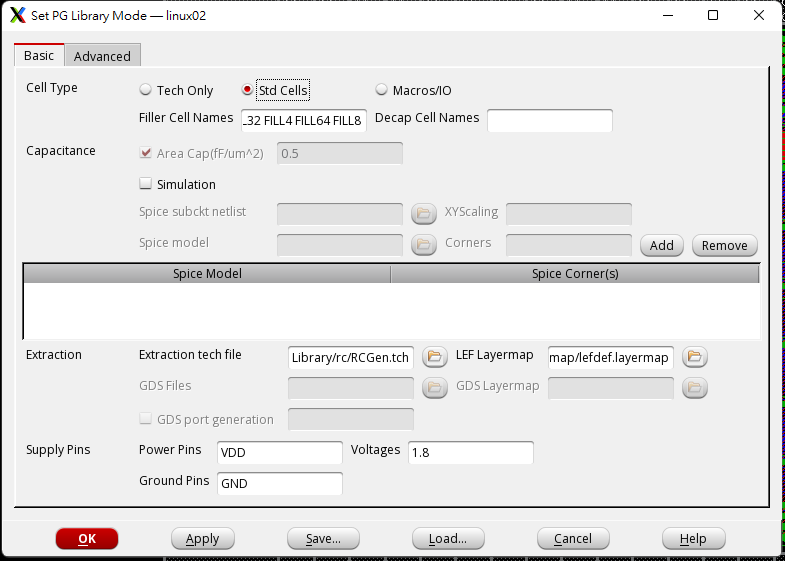 Set PG Library Mode — linux02
Basic Advanced
Cell Type Tech Only Std Cells Macros/IO
Filler Cell Names _32 FILL4 FILL64 FILL8 Decap Cell Names
Capacitance Area Cap(fF/um^2) 0.5
Simulation
Spice subckt netlist XYScaling
Spice model Corners Add Remove
Spice Model Spice Corner(s)
Extraction Extraction tech file Library/rc/RCGen.tch LEF Layermap map/lefdef.layermap
GDS Files GDS Layermap
GDS port generation
Supply Pins Power Pins VDD Voltages 1.8
Ground Pins GND
OK Apply Save... Load... Cancel Help